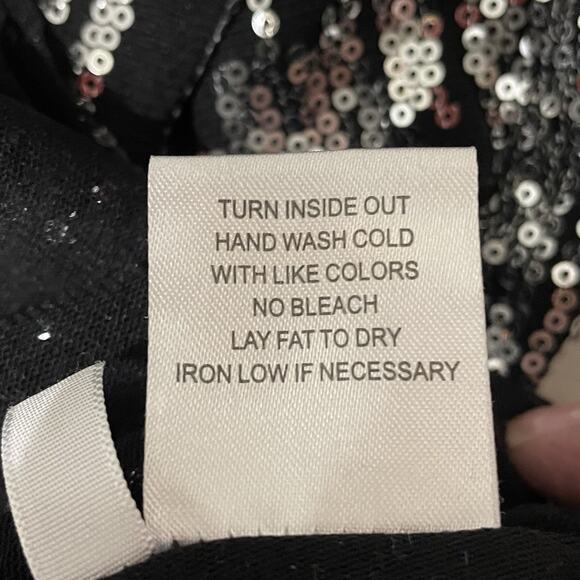 TURN INSIDE OUT
HAND WASH COLD
WITH LIKE COLORS
NO BLEACH
LAY FAT TO DRY
IRON LOW IF NECESSARY